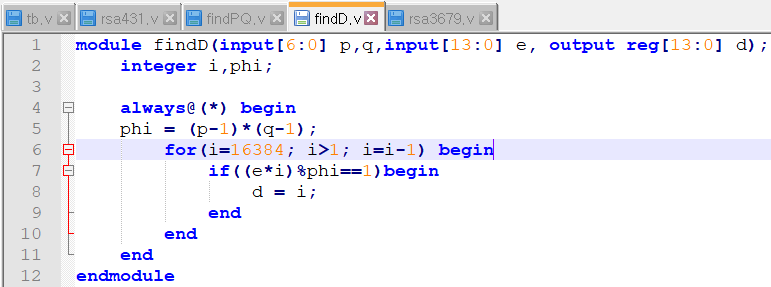 tb.v rsa431.v findPQ.v findD.v rsa3679.v
1 module findD(input[6:0] p,q,input[13:0] e, output reg[13:0] d);
2 integer i,phi;
3
4 always@(*) begin
5 phi = (p-1)*(q-1);
6 for(i=16384; i>1; i=i-1) begin
7 if((e*i)%phi==1)begin
8 d = i;
9 end
10 end
11 end
12 endmodule